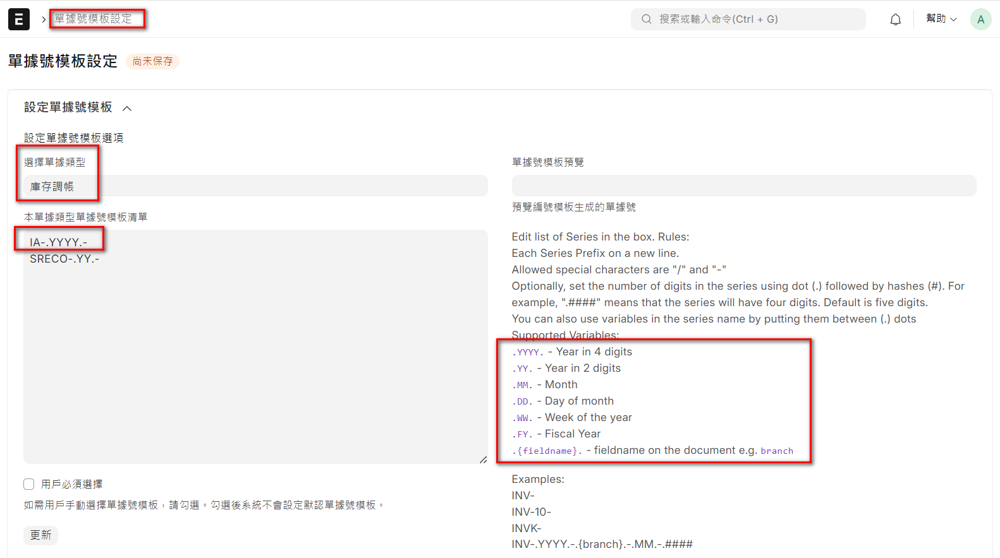 E
單據號模板設定
搜索或輸入命令(Ctrl + G)
幫助
A
單據號模板設定
尚未保存
設定單據號模板
設定單據號模板選項
選擇單據類型
庫存調帳
本單據類型單據號模板清單
IA-.YYYY.-
SRECO-.YY.-
用戶必須選擇
如需用戶手動選擇單據號模板，請勾選。勾選後系統不會設定默認單據號模板。
更新
單據號模板預覽
預覽編號模板生成的單據號
Edit list of Series in the box. Rules:
Each Series Prefix on a new line.
Allowed special characters are "/" and "-"
Optionally, set the number of digits in the series using dot (.) followed by hashes (#). For
example, ".####" means that the series will have four digits. Default is five digits.
You can also use variables in the series name by putting them between (.) dots
Supported Variables:
.YYYY. - Year in 4 digits
.YY. - Year in 2 digits
.MM. - Month
.DD. - Day of month
.WW. - Week of the year
.FY. - Fiscal Year
.{fieldname}. - fieldname on the document e.g. branch
Examples:
INV-
INV-10-
INVK-
INV-.YYYY.-.{branch}.-.MM.-.####